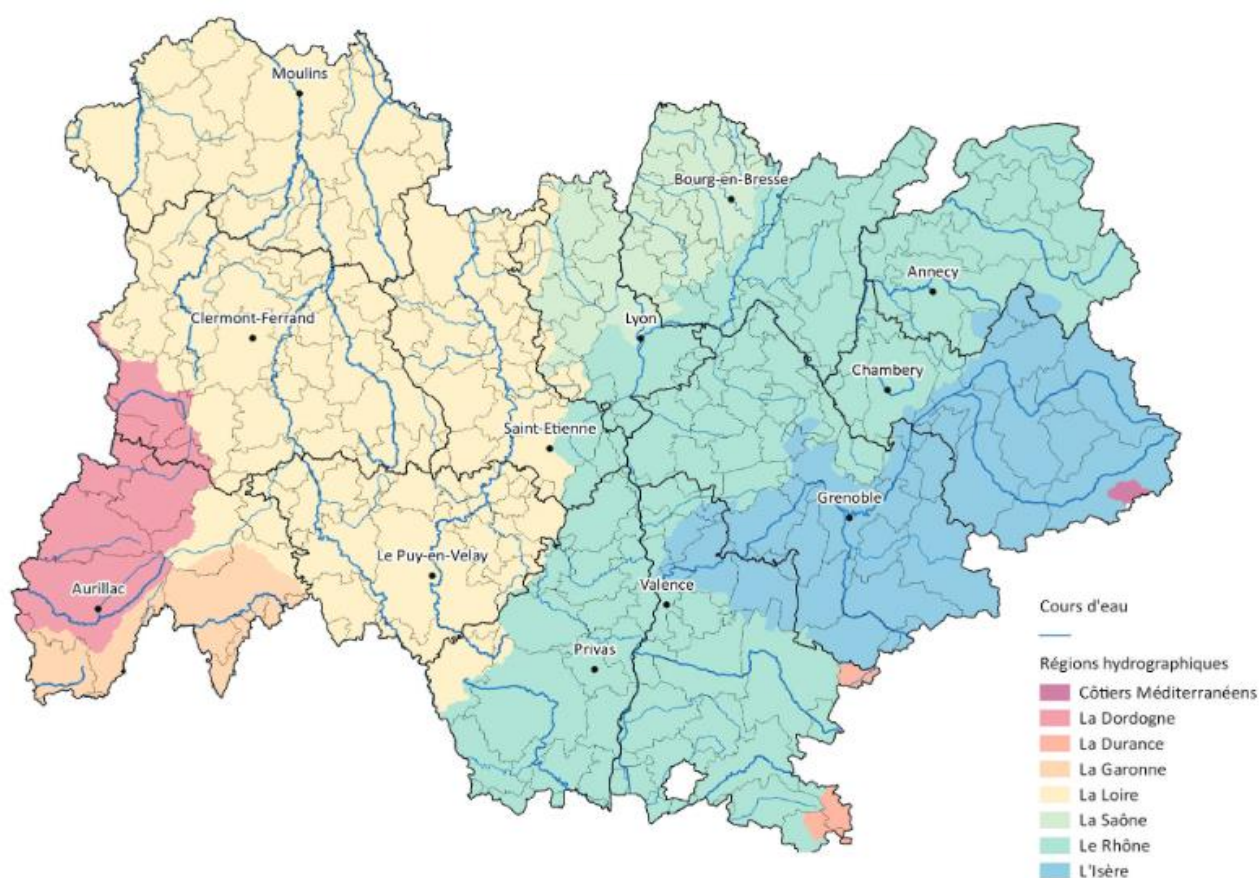 Moulins
Bourg-en-Bresse
Annecy
Clermont-Ferrand
Lyon
Chambery
Saint-Etienne
Grenoble
Le Puy-en-Velay
Valence
Aurillac
Privas
Cours d'eau
Régions hydrographiques
Côtiers Méditerranéens
La Dordogne
La Durance
La Garonne
La Loire
La Saône
Le Rhône
L'Isère